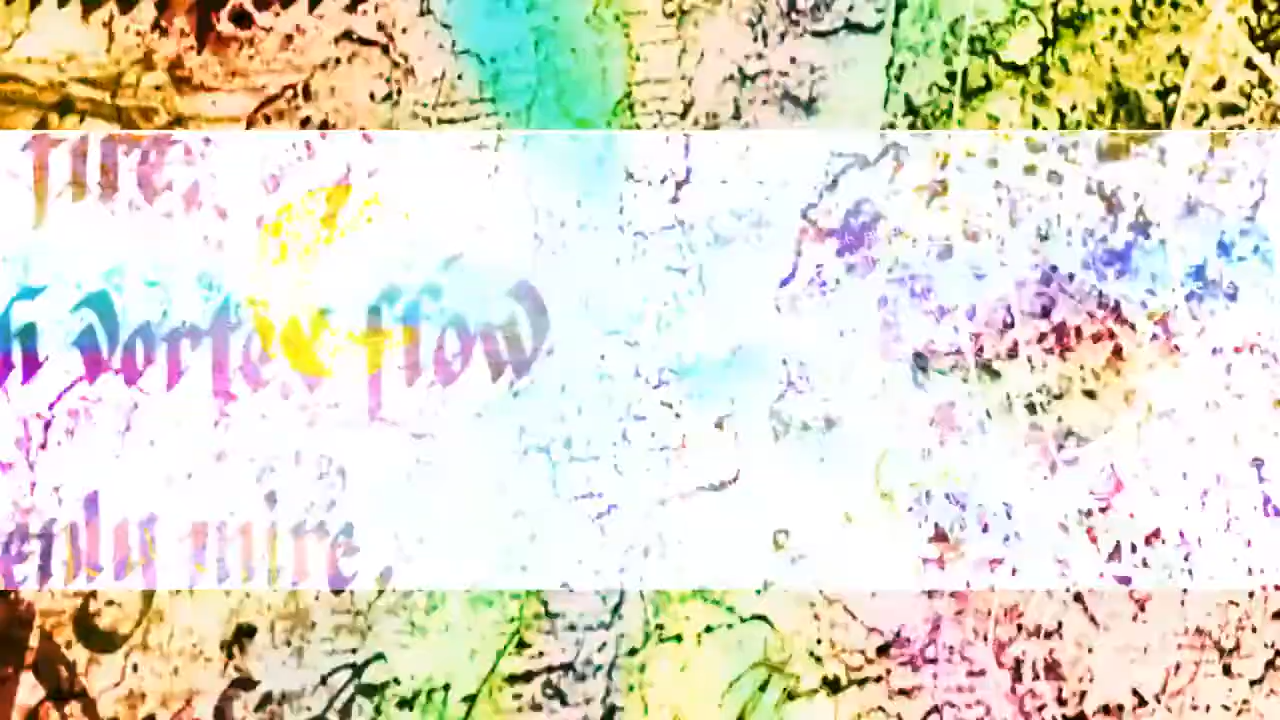 fire,
h vortex flow
enly mire,